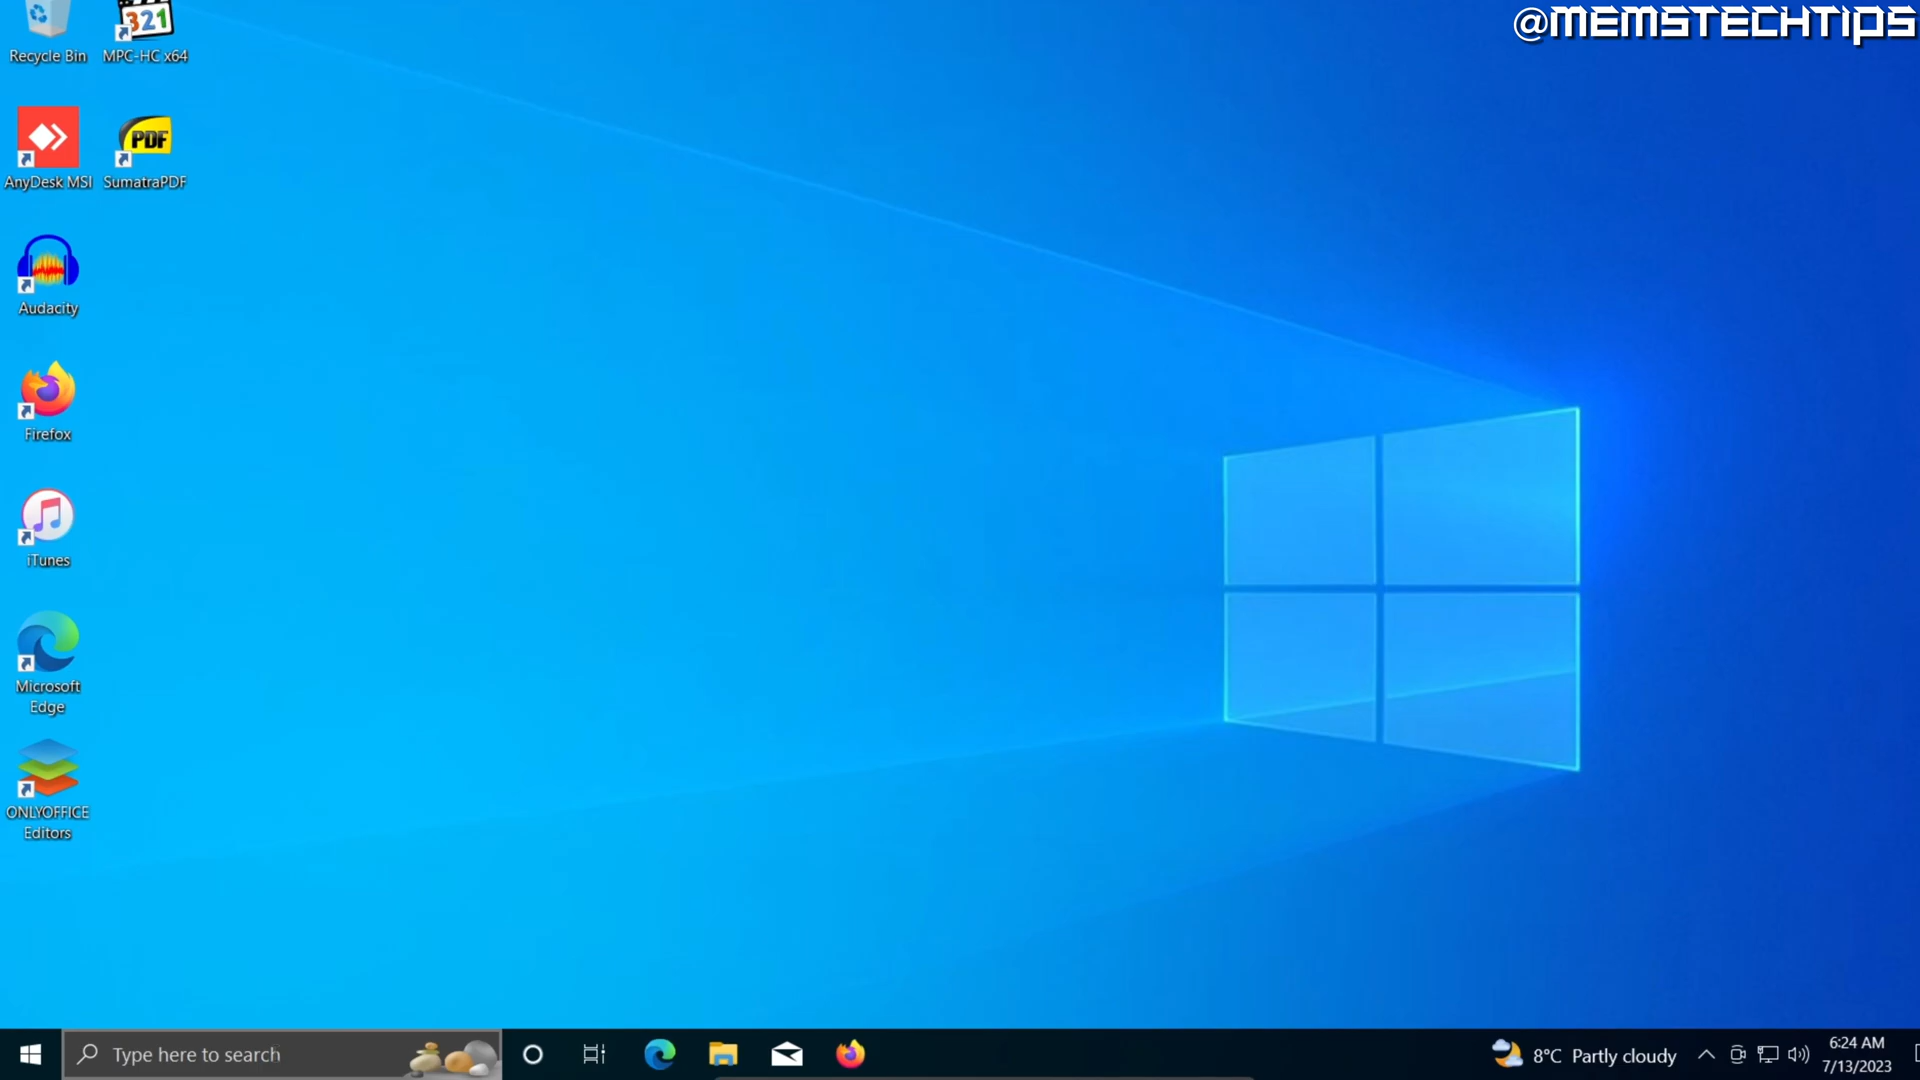 @MEMSTECHTIPS
Recycle Bin
MPC-HC x64
321
AnyDesk MSI
PDF
SumatraPDF
Audacity
Firefox
iTunes
Microsoft
Edge
ONLYOFFICE
Editors
Type here to search
8°C Partly cloudy
6:24 AM
7/13/2023